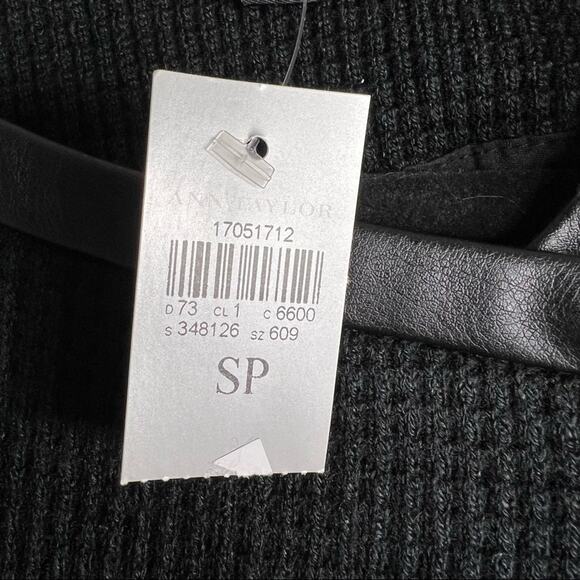 ANN TAYLOR
17051712
D 73 CL 1 C 6600
S 348126 SZ 609
SP